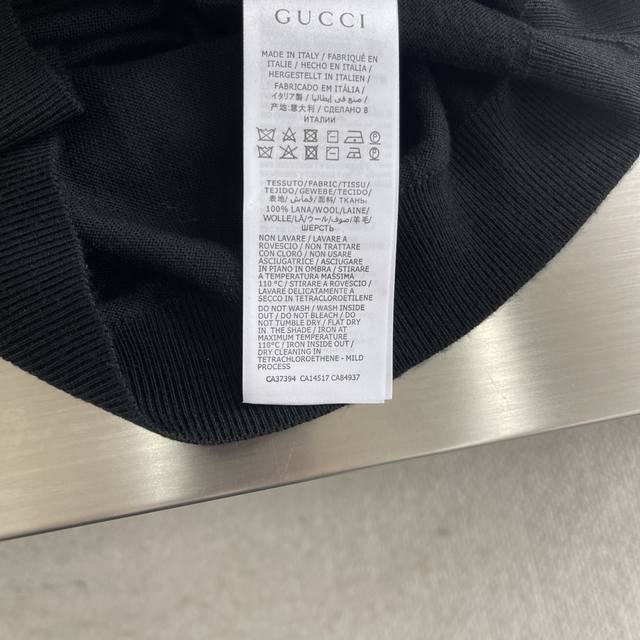 GUCCI
MADE IN ITALY / FABRIQUÉ EN
ITALIE / HECHO EN ITALIA /
HERGESTELLT IN ITALIEN /
FABRICADO EM ITÁLIA /
イタリア製 / صنع في إيطاليا /
产地:意大利 / СДЕЛАНО В
ИТАЛИИ
TESSUTO/FABRIC/TISSU/
TEJIDO/GEWEBE/TECIDO/
表地/قماش/面料/ ТКАНЬ:
100% LANA/WOOL/LAINE/
WOLLE/LÃ/ウール/صوف/羊毛/
ШЕРСТЬ
NON LAVARE / LAVARE A
ROVESCIO / NON TRATTARE
CON CLORO / NON USARE
ASCIUGATRICE / ASCIUGARE
IN PIANO IN OMBRA / STIRARE
A TEMPERATURA MASSIMA
110 °C / STIRARE A ROVESCIO /
LAVARE DELICATAMENTE A
SECCO IN TETRACLOROETILENE
DO NOT WASH / WASH INSIDE
OUT / DO NOT BLEACH / DO
NOT TUMBLE DRY / FLAT DRY
IN THE SHADE / IRON AT
MAXIMUM TEMPERATURE
110°C / IRON INSIDE OUT /
DRY CLEANING IN
TETRACHLOROETHENE - MILD
PROCESS
CA37394 CA14517 CA84937